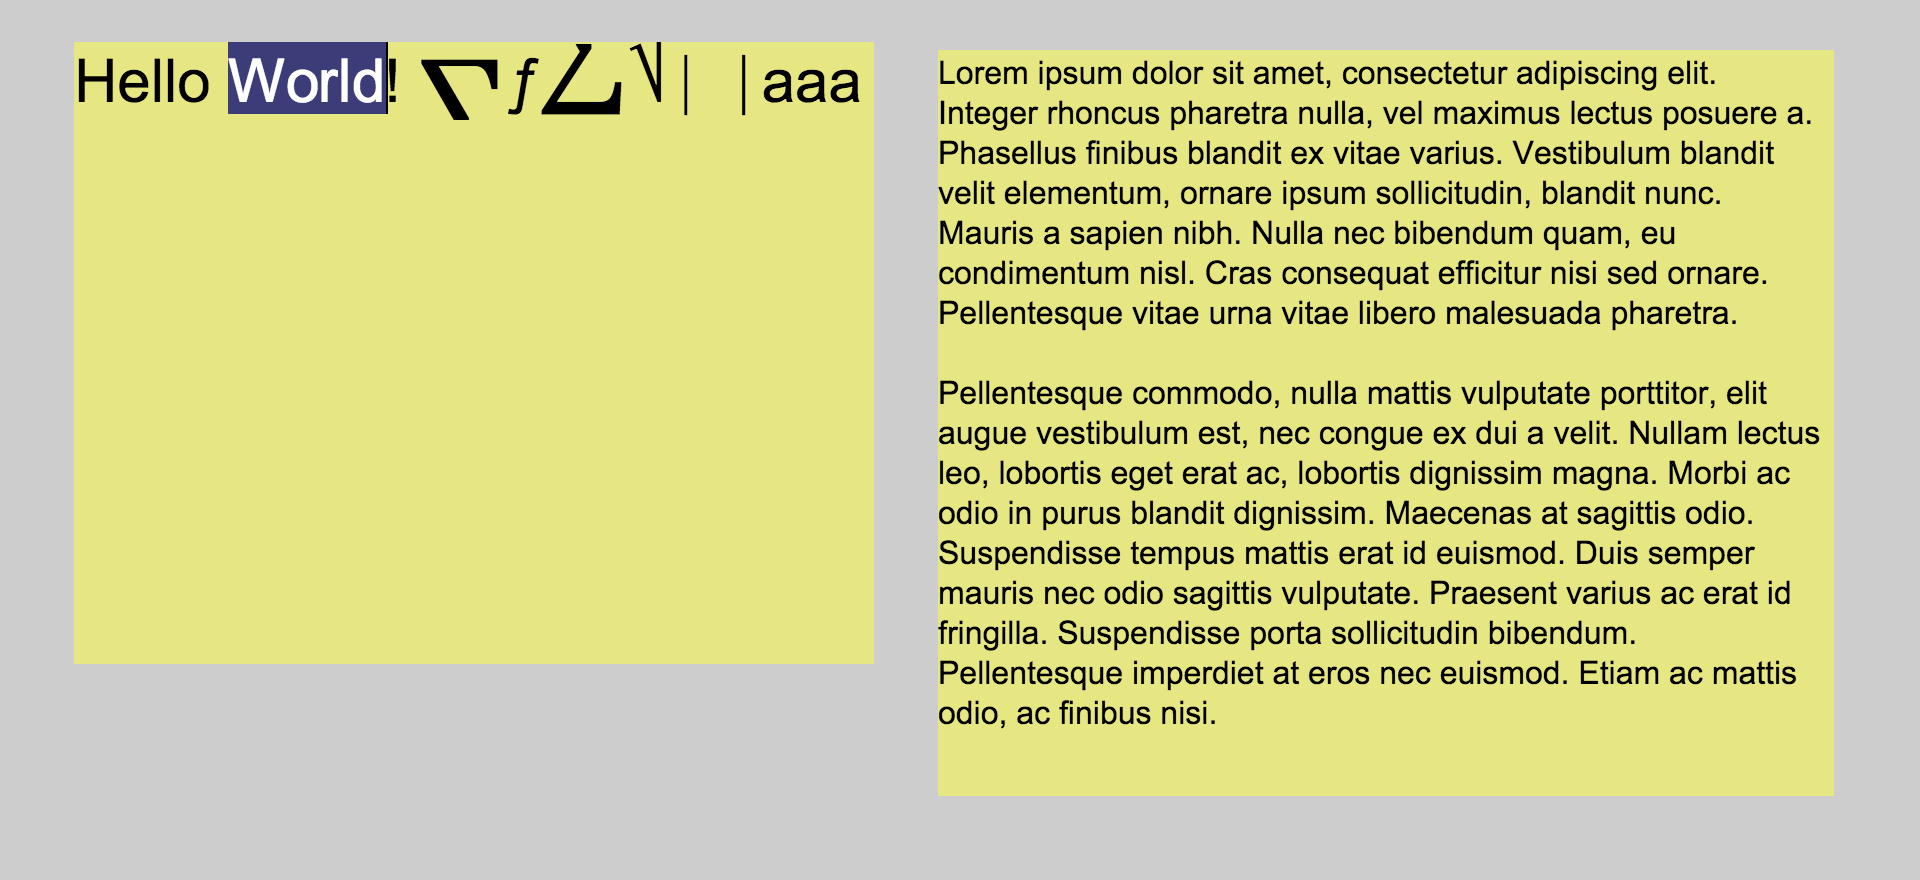 Hello World! ƒ | | aaa
Lorem ipsum dolor sit amet, consectetur adipiscing elit.
Integer rhoncus pharetra nulla, vel maximus lectus posuere a.
Phasellus finibus blandit ex vitae varius. Vestibulum blandit
velit elementum, ornare ipsum sollicitudin, blandit nunc.
Mauris a sapien nibh. Nulla nec bibendum quam, eu
condimentum nisl. Cras consequat efficitur nisi sed ornare.
Pellentesque vitae urna vitae libero malesuada pharetra.
Pellentesque commodo, nulla mattis vulputate porttitor, elit
augue vestibulum est, nec congue ex dui a velit. Nullam lectus
leo, lobortis eget erat ac, lobortis dignissim magna. Morbi ac
odio in purus blandit dignissim. Maecenas at sagittis odio.
Suspendisse tempus mattis erat id euismod. Duis semper
mauris nec odio sagittis vulputate. Praesent varius ac erat id
fringilla. Suspendisse porta sollicitudin bibendum.
Pellentesque imperdiet at eros nec euismod. Etiam ac mattis
odio, ac finibus nisi.